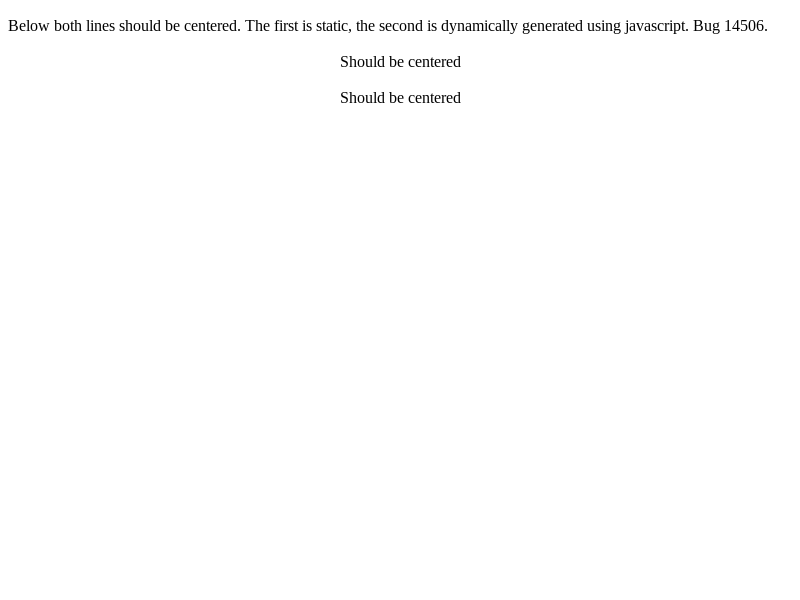 Below both lines should be centered. The first is static, the second is dynamically generated using javascript. Bug 14506.
Should be centered
Should be centered